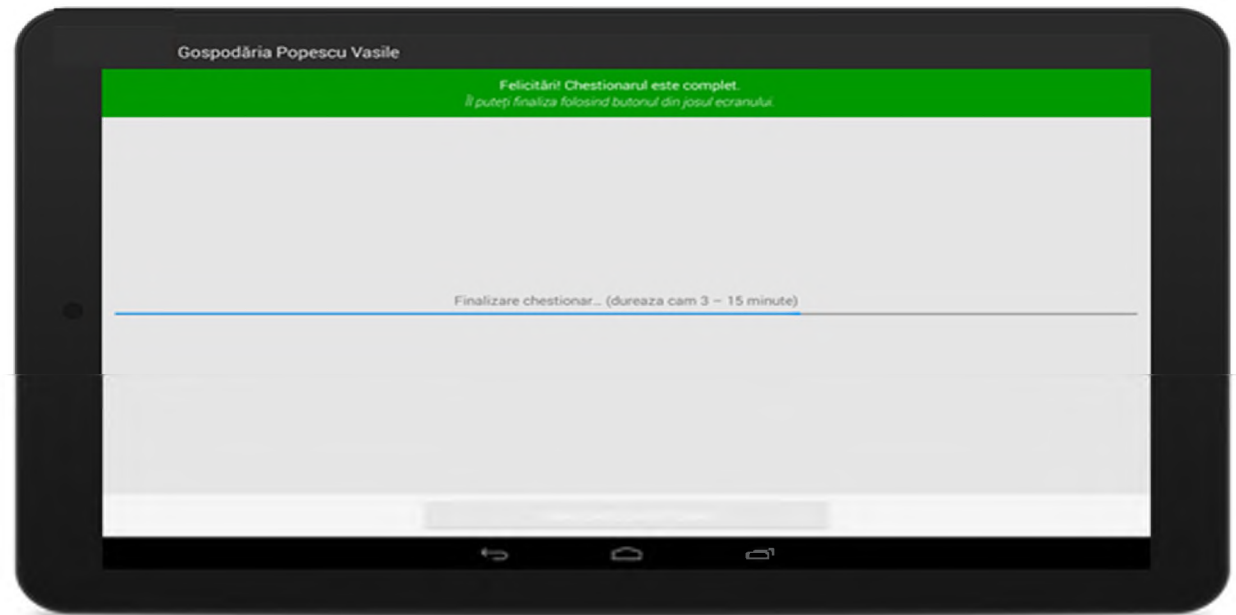 Gospodăria Popescu Vasile
Felicitări! Chestionarul este complet.
Îl puteți finaliza folosind butonul din josul ecranului.
Finalizare chestionar... (dureaza cam 3 – 15 minute)